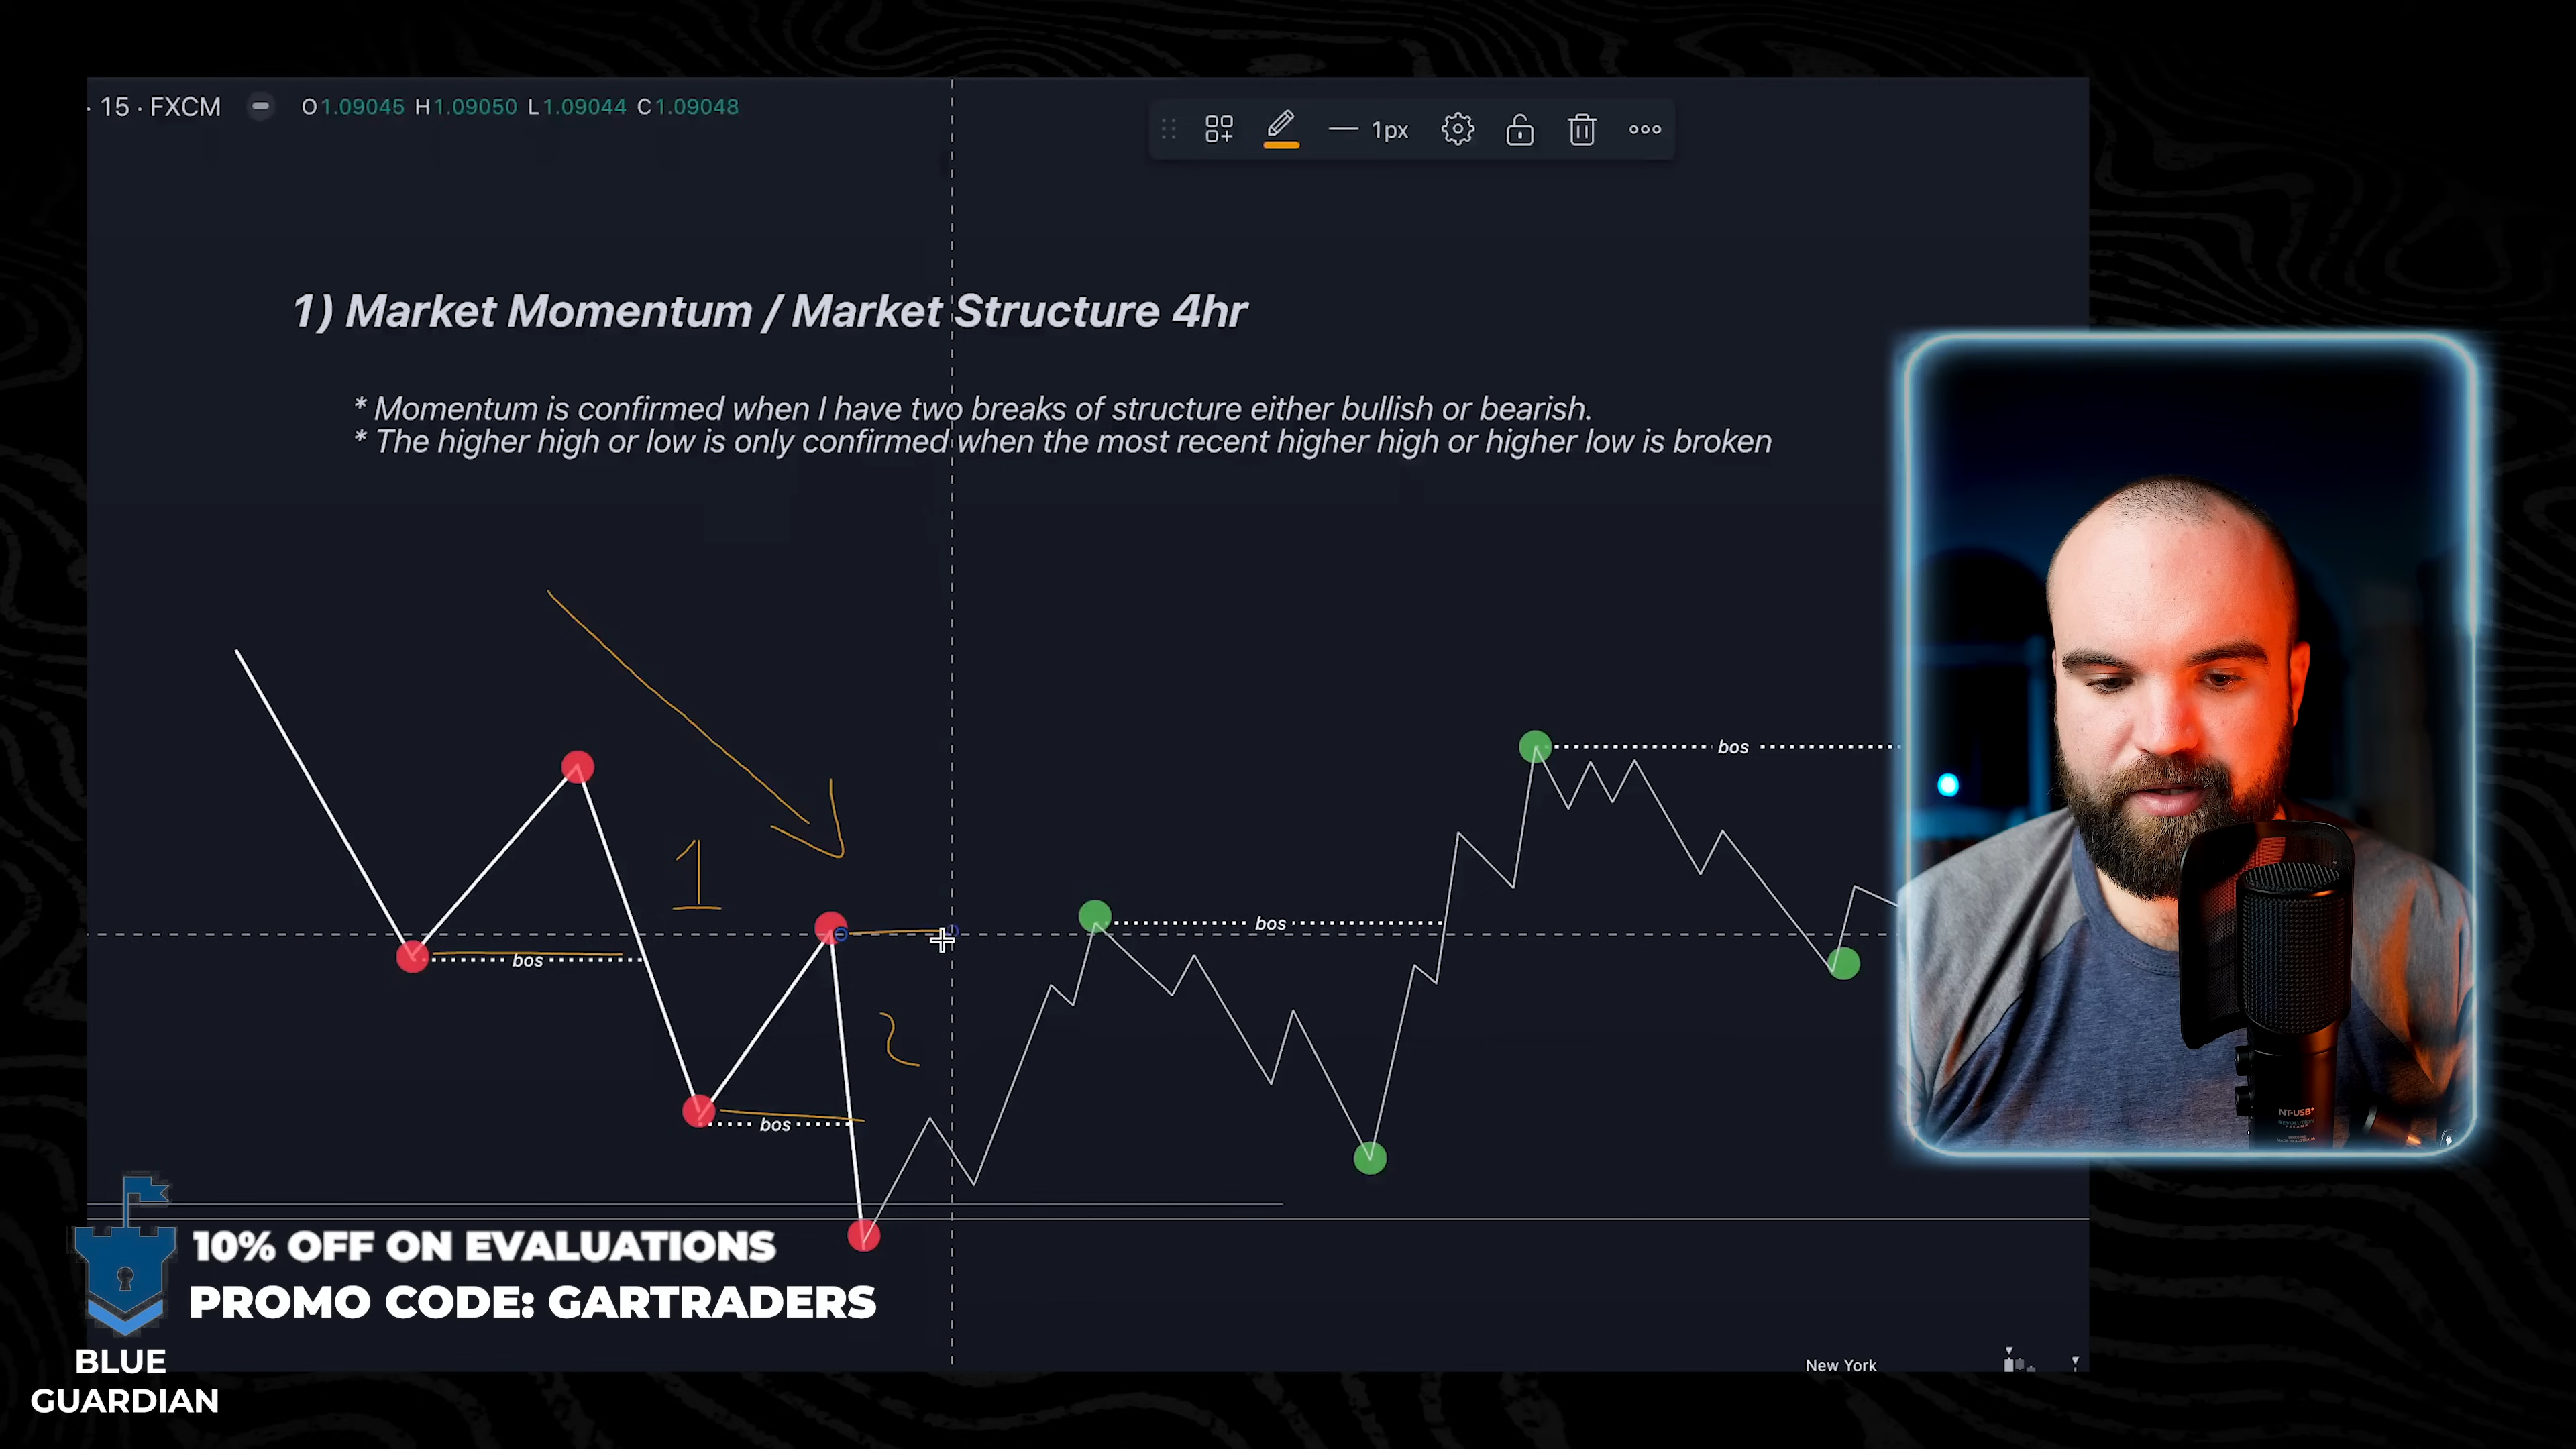 · 15 · FXCM O1.09045 H1.09050 L1.09044 C1.09048
1px
1) Market Momentum / Market Structure 4hr
* Momentum is confirmed when I have two breaks of structure either bullish or bearish.
* The higher high or low is only confirmed when the most recent higher high or higher low is broken
bos
1
bos
bos
2
bos
NT-USB+
10% OFF ON EVALUATIONS
PROMO CODE: GARTRADERS
BLUE
GUARDIAN
New York